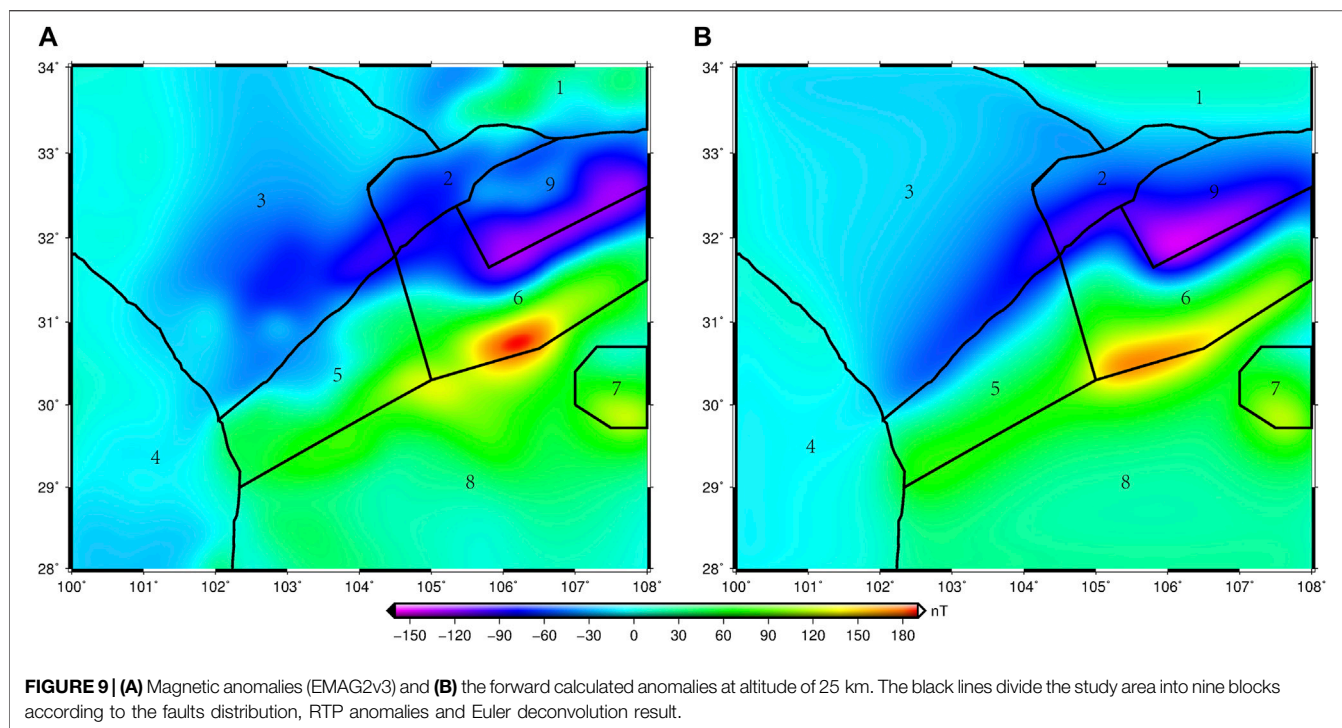 A
B
34° 33° 32° 31° 30° 29° 28°
100° 101° 102° 103° 104° 105° 106° 107° 108°
1 2 3 4 5 6 7 8 9
34° 33° 32° 31° 30° 29° 28°
100° 101° 102° 103° 104° 105° 106° 107° 108°
1 2 3 4 5 6 7 8 9
−150 −120 −90 −60 −30 0 30 60 90 120 150 180 nT
FIGURE 9 | (A) Magnetic anomalies (EMAG2v3) and (B) the forward calculated anomalies at altitude of 25 km. The black lines divide the study area into nine blocks
according to the faults distribution, RTP anomalies and Euler deconvolution result.